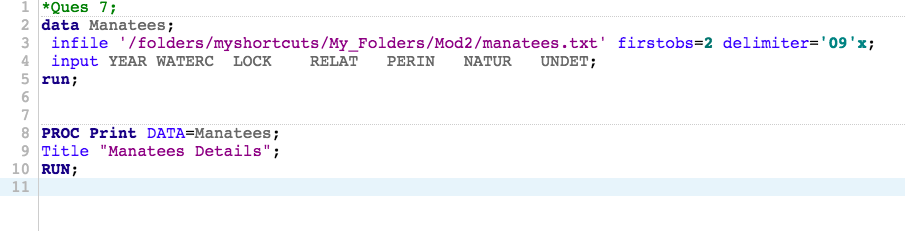 1 *Ques 7;
2 data Manatees;
3 infile '/folders/myshortcuts/My_Folders/Mod2/manatees.txt' firstobs=2 delimiter='09'x;
4 input YEAR WATERC LOCK RELAT PERIN NATUR UNDET;
5 run;
6
7
8 PROC Print DATA=Manatees;
9 Title "Manatees Details";
10 RUN;
11